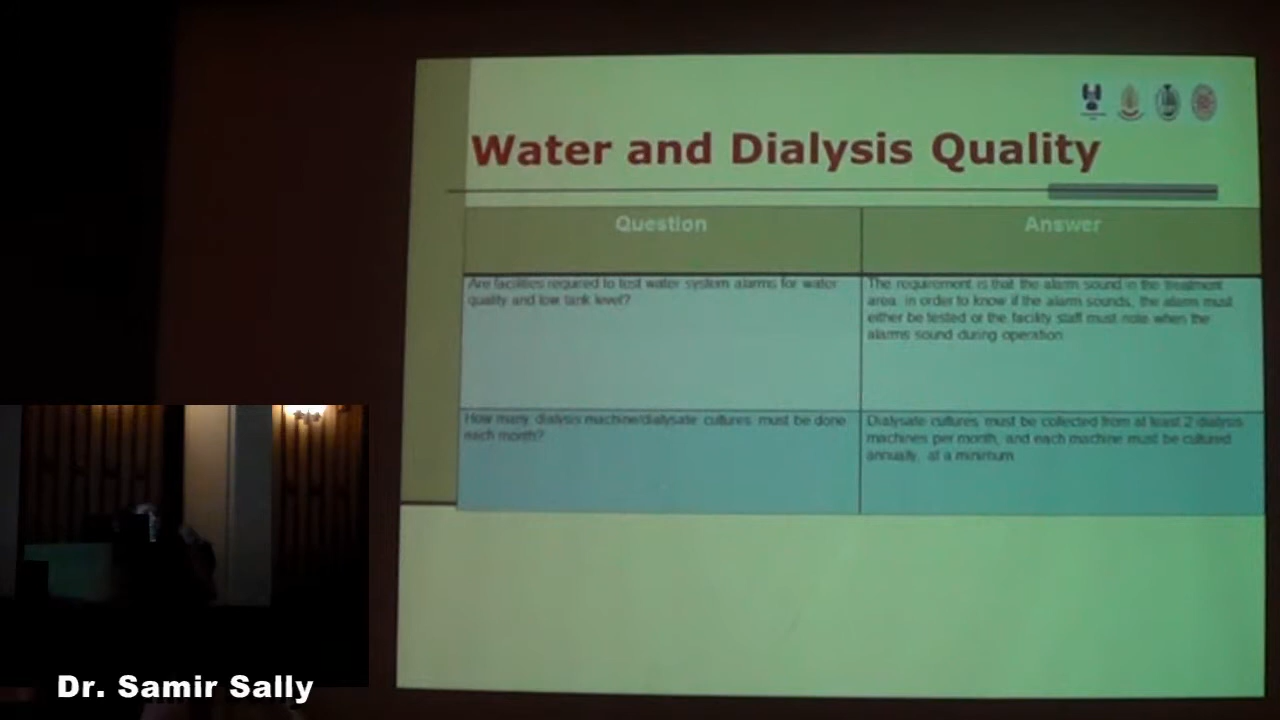 Water and Dialysis Quality
Question
Answer
Are facilities required to test water system alarms for water
quality and low tank level?
The requirement is that the alarm sound in the treatment
area, in order to know if the alarm sounds, the alarm must
either be tested or the facility staff must note when the
alarms sound during operation
How many dialysis machine/dialysate cultures must be done
each month?
Dialysate cultures must be collected from at least 2 dialysis
machines per month, and each machine must be cultured
annually, at a minimum
Dr. Samir Sally